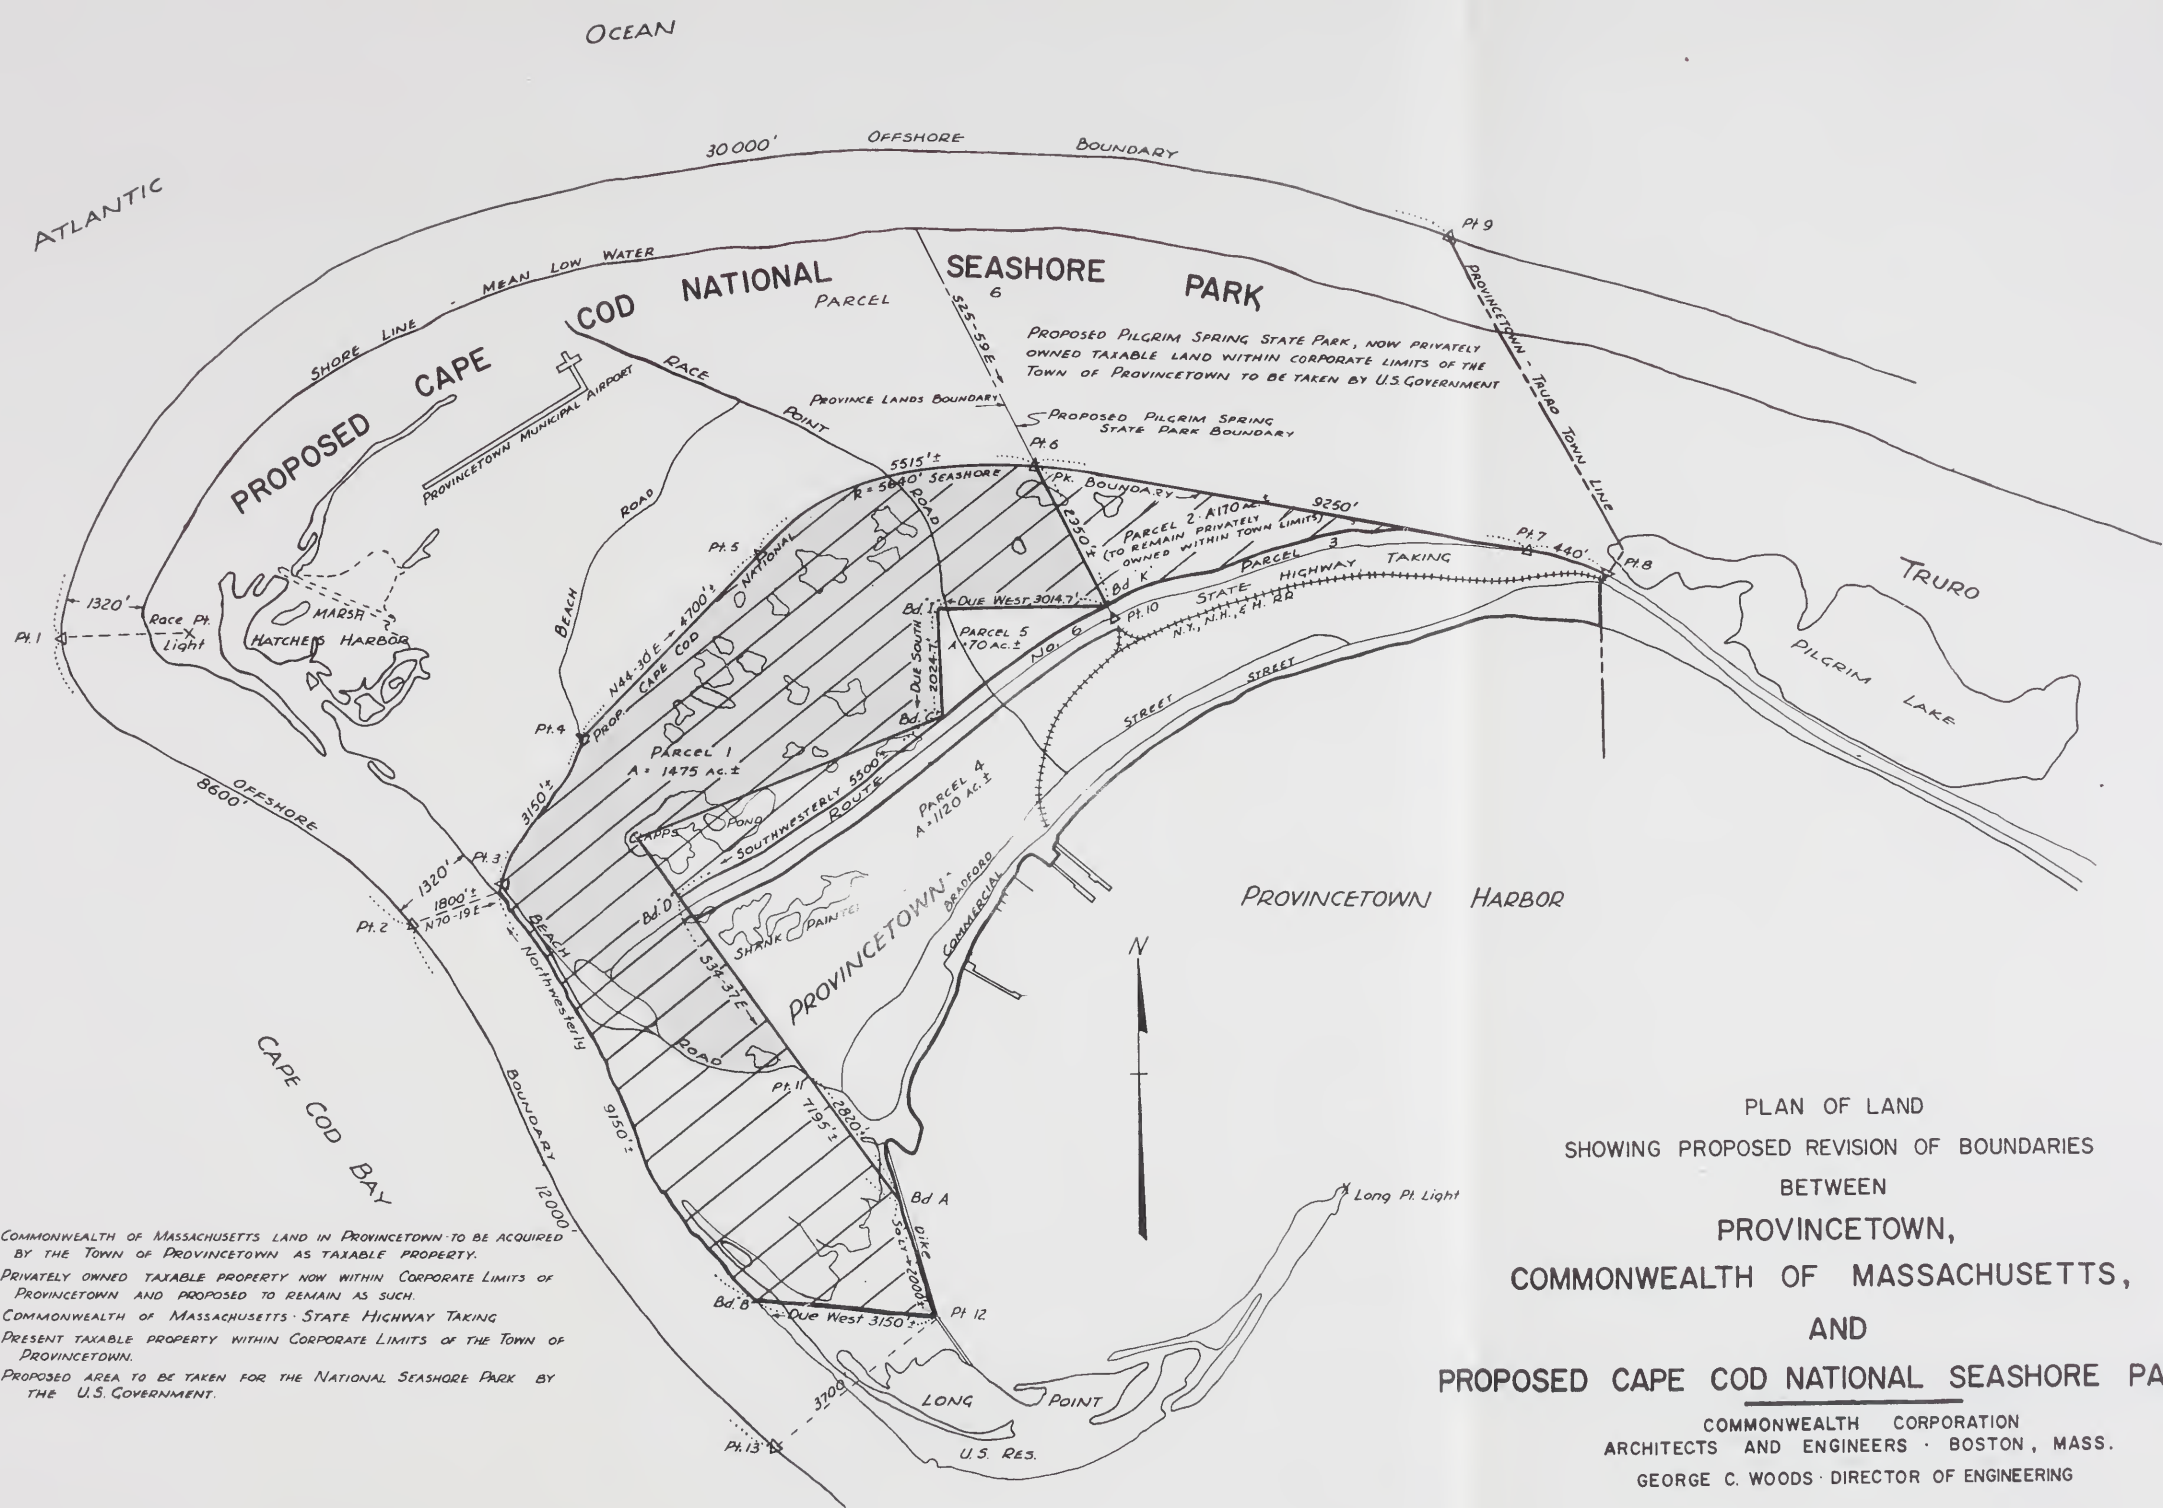 OCEAN
ATLANTIC
30 000' OFFSHORE BOUNDARY
Pt 9
SHORE LINE MEAN LOW WATER
PROPOSED CAPE COD NATIONAL SEASHORE PARK
PARCEL 6
S25-59E
PROVINCETOWN - TRURO TOWN LINE
PROPOSED PILGRIM SPRING STATE PARK, NOW PRIVATELY
OWNED TAXABLE LAND WITHIN CORPORATE LIMITS OF THE
TOWN OF PROVINCETOWN TO BE TAKEN BY U.S. GOVERNMENT
RACE POINT ROAD
PROVINCETOWN MUNICIPAL AIRPORT
PROVINCE LANDS BOUNDARY
PROPOSED PILGRIM SPRING
STATE PARK BOUNDARY
Pt.6
5515'±
R = 5640'
PROP. CAPE COD NATIONAL SEASHORE PK. BOUNDARY
9250'
2350'±
PARCEL 2 · A 170 AC. ±
(TO REMAIN PRIVATELY
OWNED WITHIN TOWN LIMITS)
BEACH ROAD
Pt. 5
Pt. 7
440'
Pt. 8
TRURO
PILGRIM LAKE
PARCEL 3
STATE HIGHWAY TAKING
N.Y., N.H., & H. RR
Bd K
Pt. 10
1320'
Race Pt.
Light
Pt. 1
MARSH
HATCHES HARBOR
N44-30E
4700'±
Bd. I
DUE WEST 3014.7'
PARCEL 5
A · 70 AC. ±
DUE SOUTH
2024.7'
Bd. G
ROUTE NO. 6
Pt. 4
PARCEL 1
A = 1475 AC. ±
3150'±
CLAPPS POND
SOUTHWESTERLY 5500'±
PARCEL 4
A = 1120 AC. ±
BRADFORD STREET
COMMERCIAL STREET
8600' OFFSHORE BOUNDARY 12000'
Pt. 3
1320'
1800'±
N70-19E
Pt. 2
Bd. D
SHANK PAINTER
PROVINCETOWN
PROVINCETOWN HARBOR
N
BEACH ROAD
Northwesterly
9150'±
S34-37'E
Pt. 11
7195'±
2820'±
CAPE COD BAY
Bd A
Dike
So'ly 2000'±
Bd. B
Due West 3150'±
Pt 12
3700
Pt. 13
LONG POINT
U.S. RES.
Long Pt. Light
COMMONWEALTH OF MASSACHUSETTS LAND IN PROVINCETOWN · TO BE ACQUIRED
BY THE TOWN OF PROVINCETOWN AS TAXABLE PROPERTY.
PRIVATELY OWNED TAXABLE PROPERTY NOW WITHIN CORPORATE LIMITS OF
PROVINCETOWN AND PROPOSED TO REMAIN AS SUCH.
COMMONWEALTH OF MASSACHUSETTS · STATE HIGHWAY TAKING
PRESENT TAXABLE PROPERTY WITHIN CORPORATE LIMITS OF THE TOWN OF
PROVINCETOWN.
PROPOSED AREA TO BE TAKEN FOR THE NATIONAL SEASHORE PARK BY
THE U.S. GOVERNMENT.
PLAN OF LAND
SHOWING PROPOSED REVISION OF BOUNDARIES
BETWEEN
PROVINCETOWN,
COMMONWEALTH OF MASSACHUSETTS,
AND
PROPOSED CAPE COD NATIONAL SEASHORE PA
COMMONWEALTH CORPORATION
ARCHITECTS AND ENGINEERS · BOSTON, MASS.
GEORGE C. WOODS · DIRECTOR OF ENGINEERING